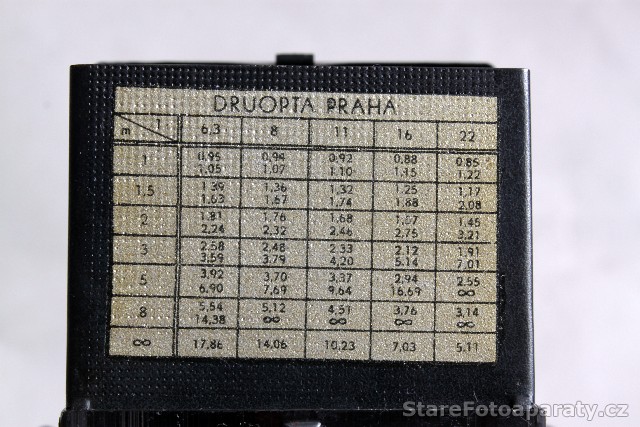 DRUOPTA PRAHA
m 1 6,3 8 11 16 22
1 0,95 0,94 0,92 0,88 0,85
1,05 1,07 1,10 1,15 1,22
1,5 1,39 1,36 1,32 1,25 1,17
1,63 1,67 1,74 1,88 2,08
2 1,81 1,76 1,68 1,57 1,45
2,24 2,32 2,46 2,75 3,21
3 2,58 2,48 2,33 2,12 1,91
3,59 3,79 4,20 5,14 7,01
5 3,92 3,70 3,37 2,94 2,55
6,90 7,69 9,64 16,69 ∞
8 5,54 5,12 4,51 3,76 3,14
14,38 ∞ ∞ ∞ ∞
∞ 17,86 14,06 10,23 7,03 5,11
StareFotoaparaty.cz